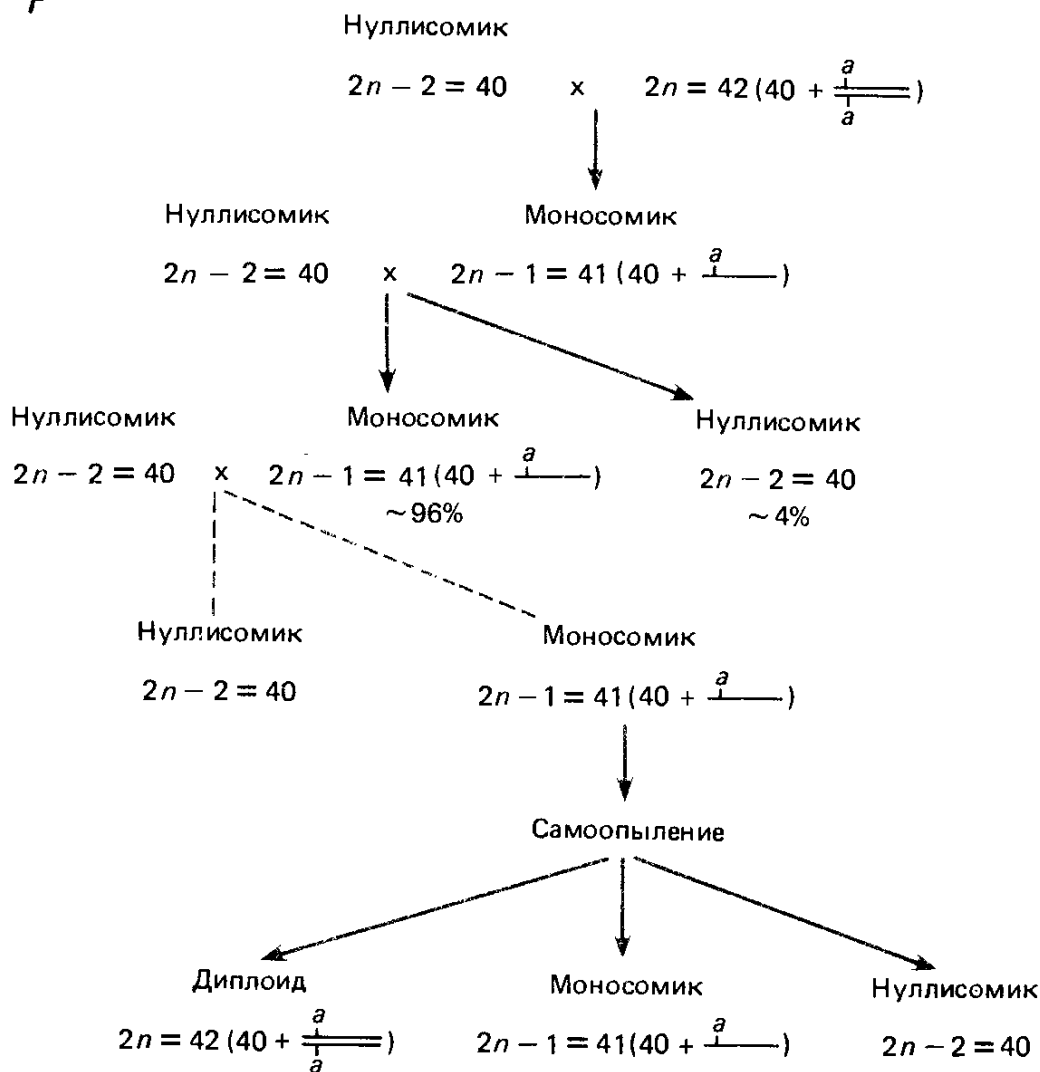 Нуллисомик
2n − 2 = 40 x 2n = 42 (40 + a a)
Нуллисомик Моносомик
2n − 2 = 40 x 2n − 1 = 41 (40 + a)
Нуллисомик Моносомик Нуллисомик
2n − 2 = 40 x 2n − 1 = 41 (40 + a) 2n − 2 = 40
~96% ~4%
Нуллисомик Моносомик
2n − 2 = 40 2n − 1 = 41 (40 + a)
Самоопыление
Диплоид Моносомик Нуллисомик
2n = 42 (40 + a a) 2n − 1 = 41 (40 + a) 2n − 2 = 40